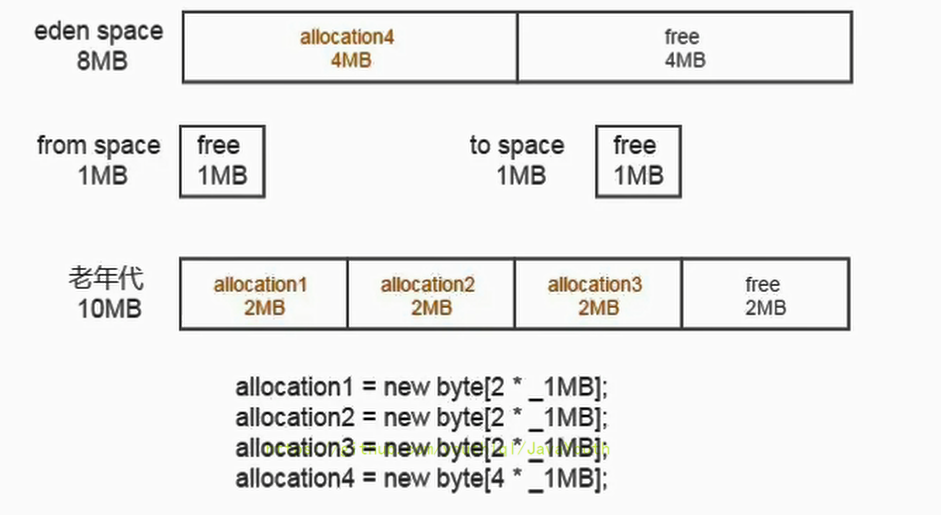 eden space
8MB
allocation4
4MB
free
4MB
from space
1MB
free
1MB
to space
1MB
free
1MB
老年代
10MB
allocation1
2MB
allocation2
2MB
allocation3
2MB
free
2MB
allocation1 = new byte[2 * _1MB];
allocation2 = new byte[2 * _1MB];
allocation3 = new byte[2 * _1MB];
allocation4 = new byte[4 * _1MB];